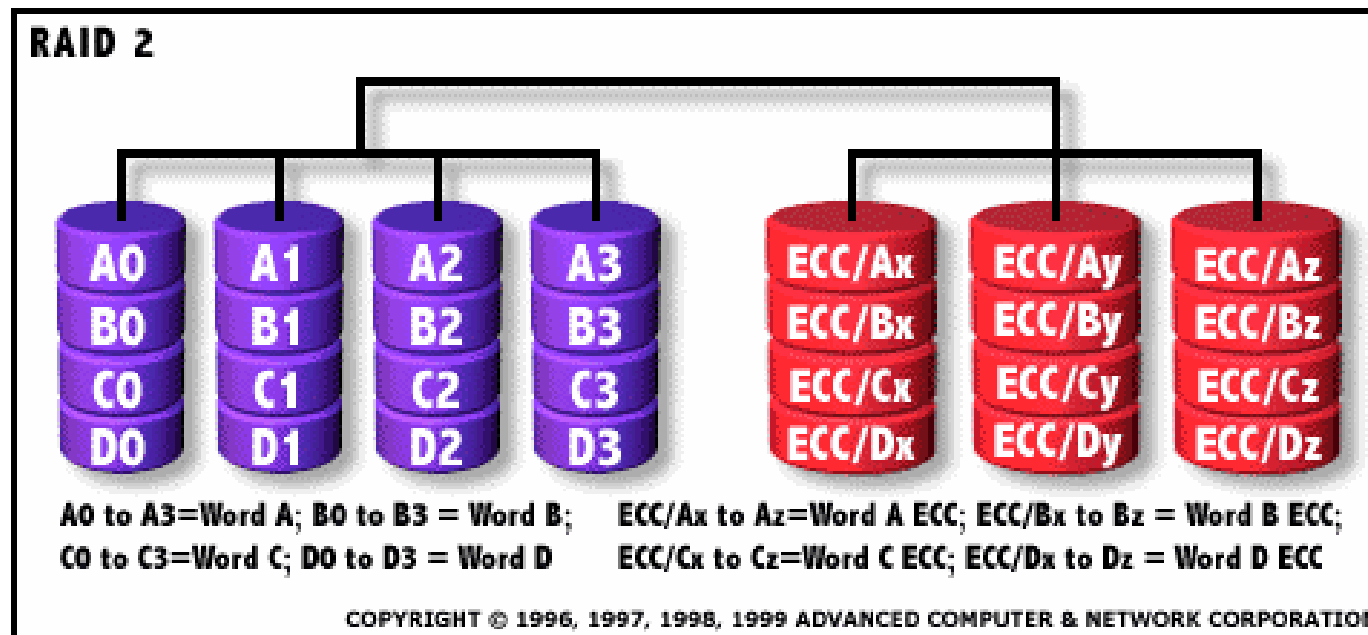 RAID 2
A0 A1 A2 A3 ECC/Ax ECC/Ay ECC/Az
B0 B1 B2 B3 ECC/Bx ECC/By ECC/Bz
C0 C1 C2 C3 ECC/Cx ECC/Cy ECC/Cz
D0 D1 D2 D3 ECC/Dx ECC/Dy ECC/Dz
A0 to A3=Word A; B0 to B3 = Word B;
C0 to C3=Word C; D0 to D3 = Word D
ECC/Ax to Az=Word A ECC; ECC/Bx to Bz = Word B ECC;
ECC/Cx to Cz=Word C ECC; ECC/Dx to Dz = Word D ECC
COPYRIGHT © 1996, 1997, 1998, 1999 ADVANCED COMPUTER & NETWORK CORPORATIO